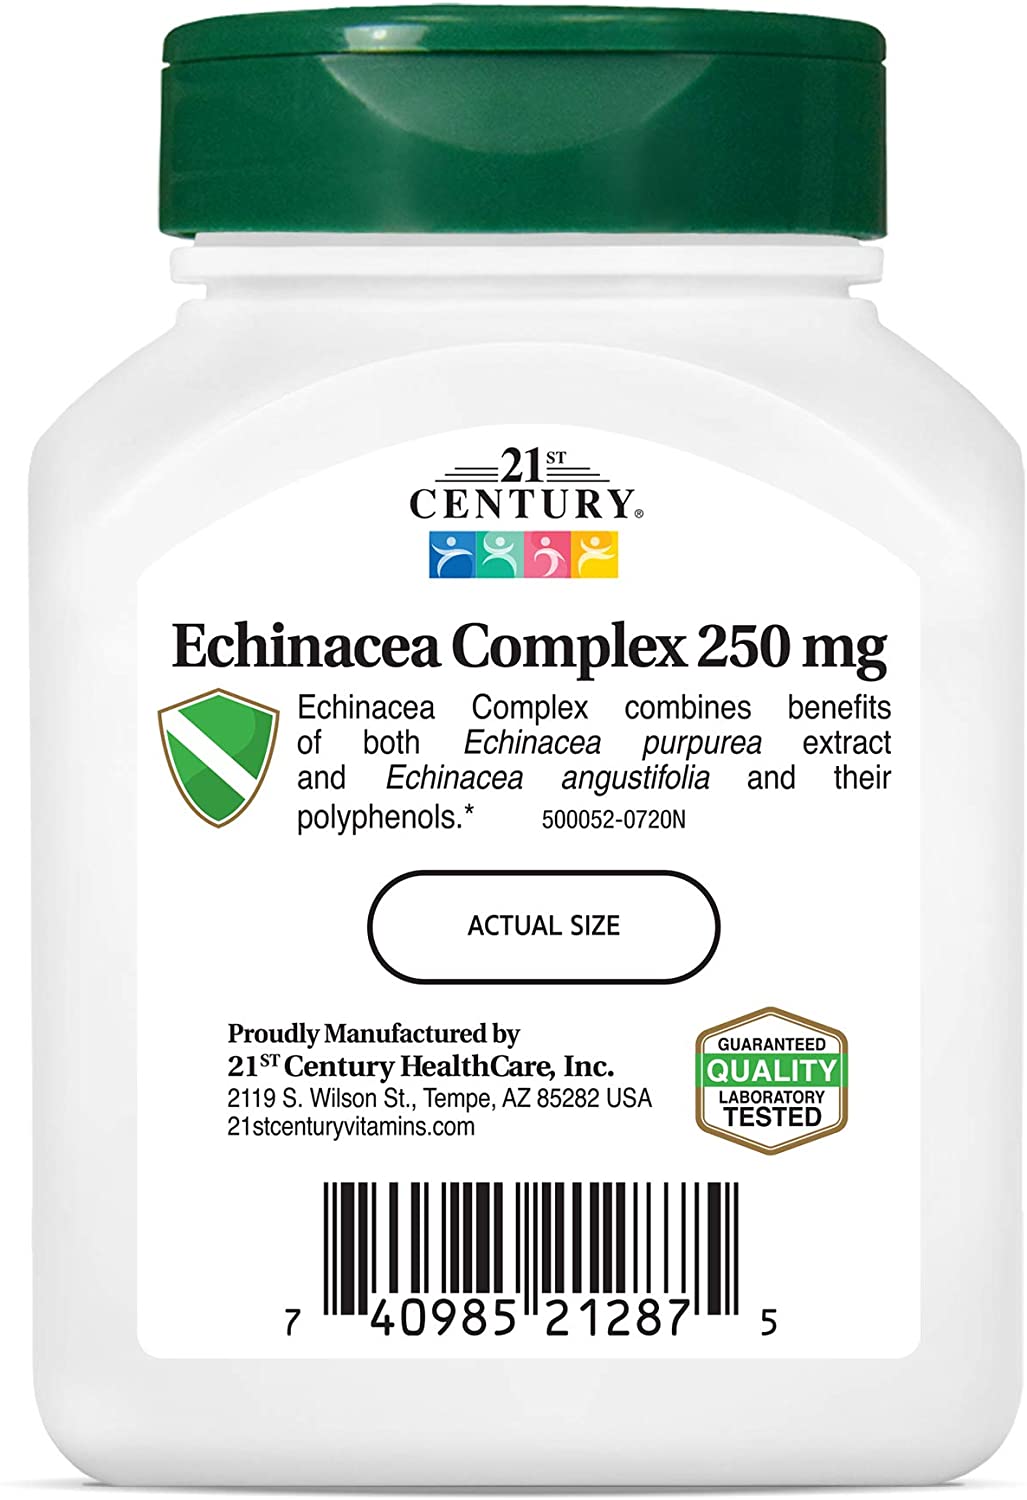 21ST
CENTURY®
Echinacea Complex 250 mg
Echinacea Complex combines benefits
of both Echinacea purpurea extract
and Echinacea angustifolia and their
polyphenols.* 500052-0720N
ACTUAL SIZE
Proudly Manufactured by
21ST Century HealthCare, Inc.
2119 S. Wilson St., Tempe, AZ 85282 USA
21stcenturyvitamins.com
GUARANTEED
QUALITY
LABORATORY
TESTED
7 40985 21287 5